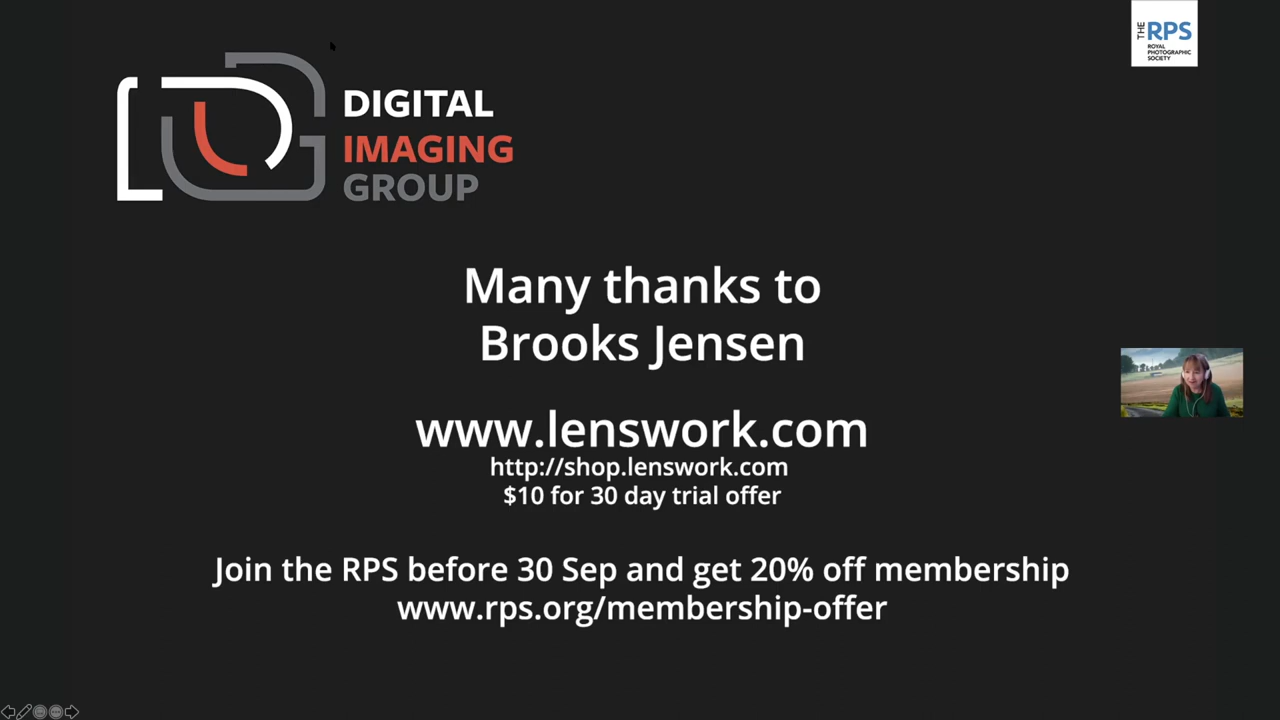 THE RPS
ROYAL
PHOTOGRAPHIC
SOCIETY
DIGITAL
IMAGING
GROUP
Many thanks to
Brooks Jensen
www.lenswork.com
http://shop.lenswork.com
$10 for 30 day trial offer
Join the RPS before 30 Sep and get 20% off membership
www.rps.org/membership-offer